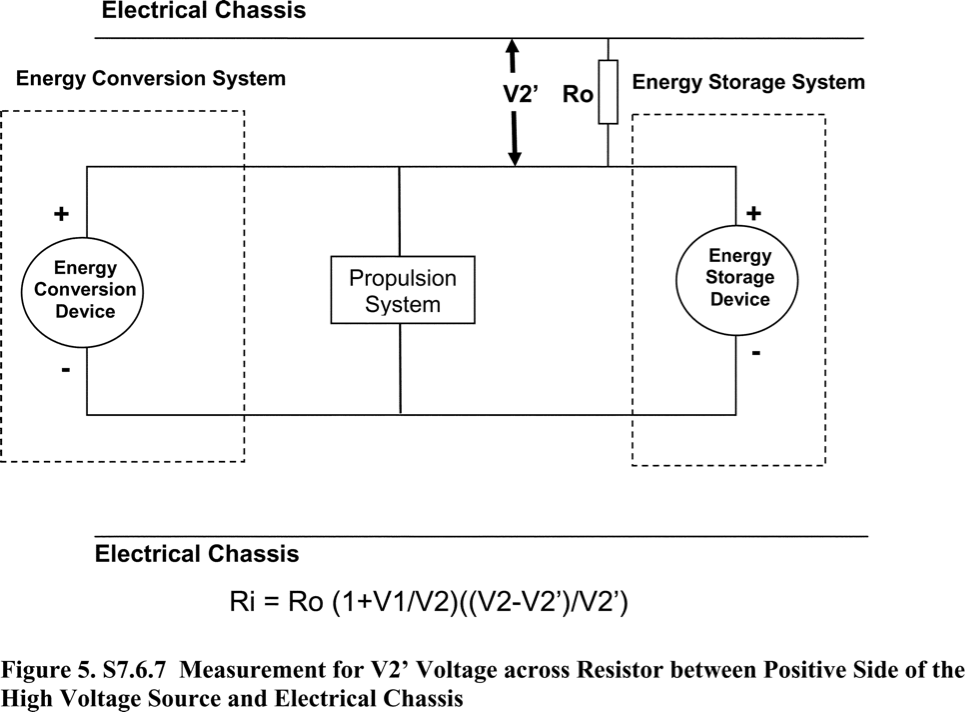 Electrical Chassis
Energy Conversion System
V2’
Ro
Energy Storage System
+
+
Energy
Conversion
Device
Propulsion
System
Energy
Storage
Device
-
-
Electrical Chassis
Ri = Ro (1+V1/V2)((V2-V2’)/V2’)
Figure 5. S7.6.7  Measurement for V2’ Voltage across Resistor between Positive Side of the
High Voltage Source and Electrical Chassis